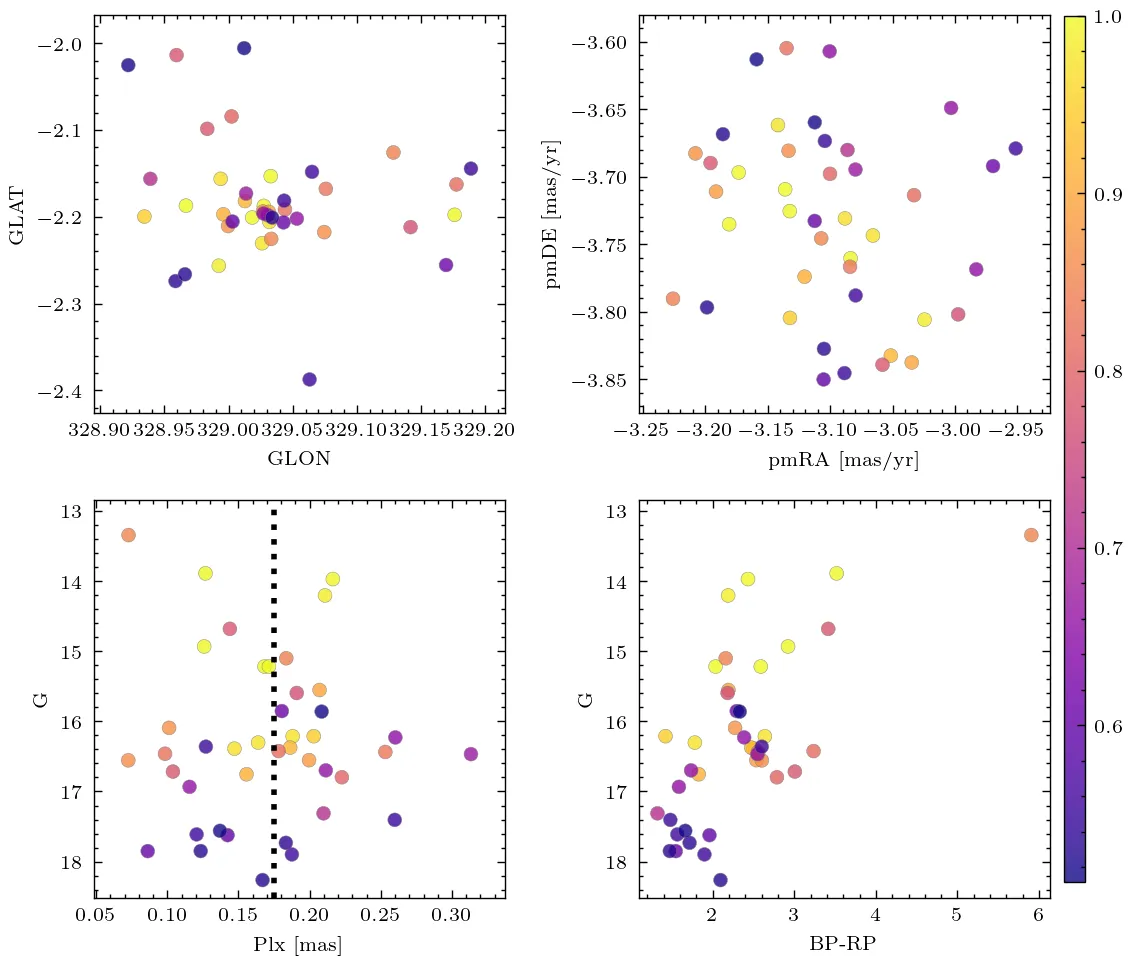 −2.0
−2.1
−2.2
−2.3
−2.4
GLAT
328.90 328.95 329.00 329.05 329.10 329.15 329.20
GLON
−3.60
−3.65
−3.70
−3.75
−3.80
−3.85
pmDE [mas/yr]
−3.25 −3.20 −3.15 −3.10 −3.05 −3.00 −2.95
pmRA [mas/yr]
13
14
15
16
17
18
G
0.05 0.10 0.15 0.20 0.25 0.30
Plx [mas]
13
14
15
16
17
18
G
2 3 4 5 6
BP-RP
1.0
0.9
0.8
0.7
0.6